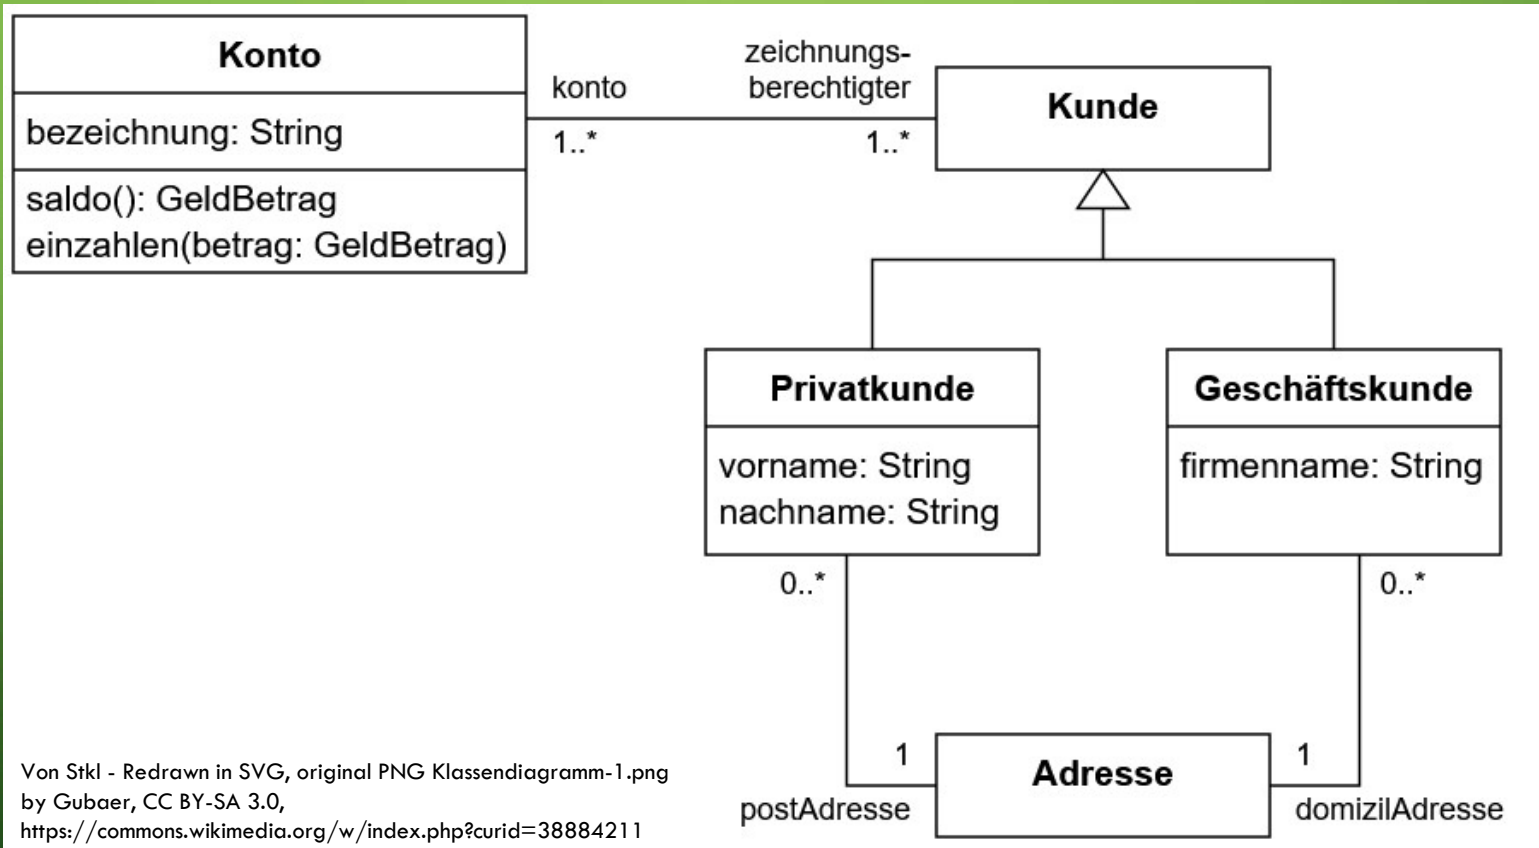 Konto
bezeichnung: String
saldo(): GeldBetrag
einzahlen(betrag: GeldBetrag)
konto
1..*
zeichnungs-
berechtigter
1..*
Kunde
Privatkunde
vorname: String
nachname: String
0..*
Geschäftskunde
firmenname: String
0..*
1
postAdresse
Adresse
1
domizilAdresse
Von Stkl - Redrawn in SVG, original PNG Klassendiagramm-1.png
by Gubaer, CC BY-SA 3.0,
https://commons.wikimedia.org/w/index.php?curid=38884211